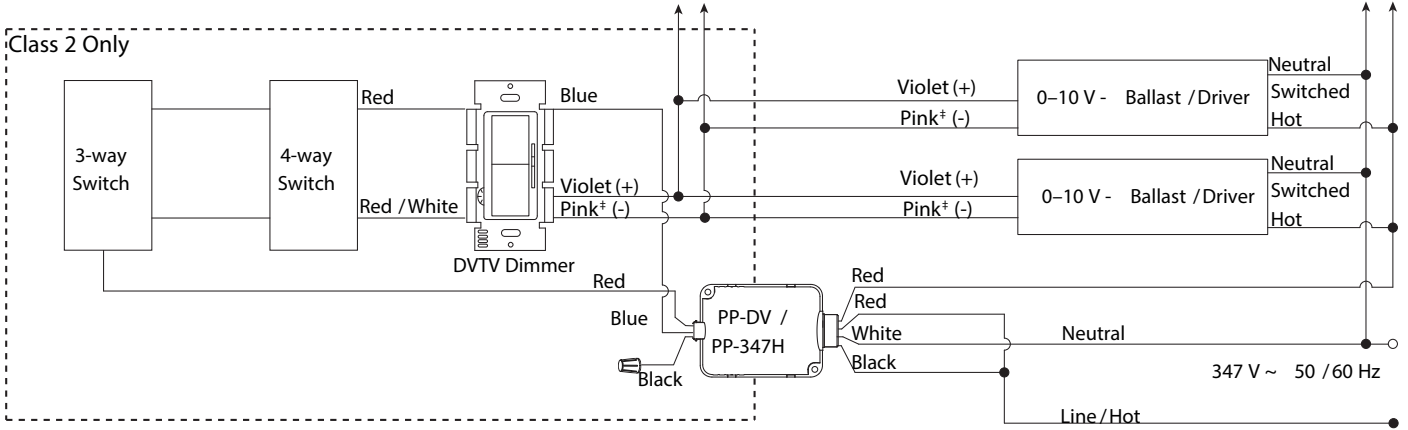 Class 2 Only
3-way
Switch
4-way
Switch
Red
Red / White
Blue
Violet (+)
Pink‡ (-)
DVTV Dimmer
Violet (+)
Pink‡ (-)
0–10 V - Ballast / Driver
Neutral
Switched
Hot
Violet (+)
Pink‡ (-)
0–10 V - Ballast / Driver
Neutral
Switched
Hot
Red
Blue
Black
PP-DV /
PP-347H
Red
Red
White
Black
Neutral
347 V ~ 50 / 60 Hz
Line / Hot